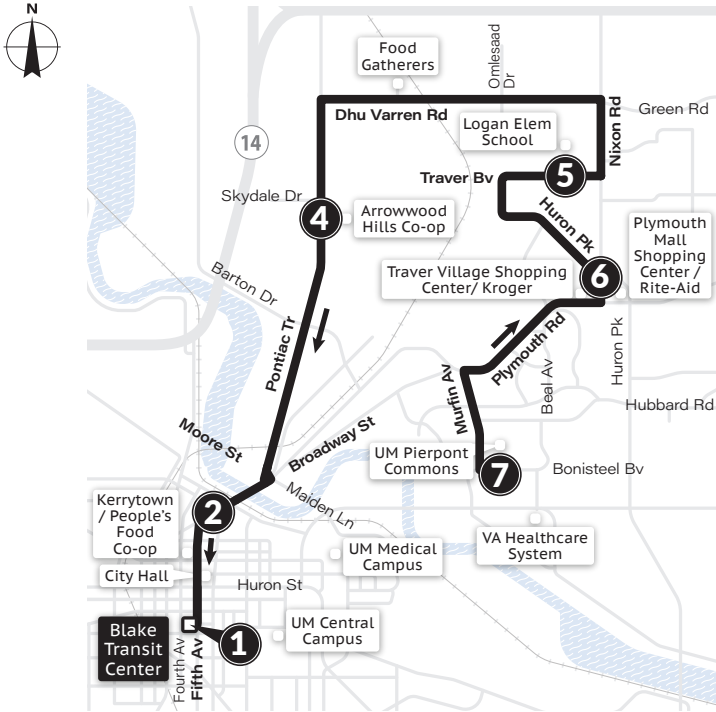 N
Food
Gatherers
Omlesaad
Dr
Dhu Varren Rd
Green Rd
Nixon Rd
14
Logan Elem
School
Traver Bv
5
Skydale Dr
4
Arrowwood
Hills Co-op
Huron Pk
Plymouth
Mall
Shopping
Center /
Rite-Aid
Traver Village Shopping
Center/ Kroger
6
Barton Dr
Pontiac Tr
Plymouth Rd
Huron Pk
Beal Av
Murfin Av
Hubbard Rd
Moore St
Broadway St
UM Pierpont
Commons
7
Bonisteel Bv
Maiden Ln
Kerrytown
/ People's
Food
Co-op
2
VA Healthcare
System
UM Medical
Campus
City Hall
Huron St
Blake
Transit
Center
1
UM Central
Campus
Fourth Av
Fifth Av